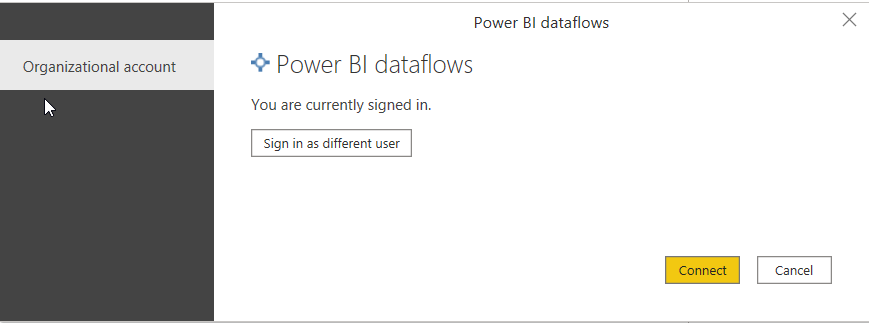 Power BI dataflows
Organizational account
Power BI dataflows
You are currently signed in.
Sign in as different user
Connect
Cancel